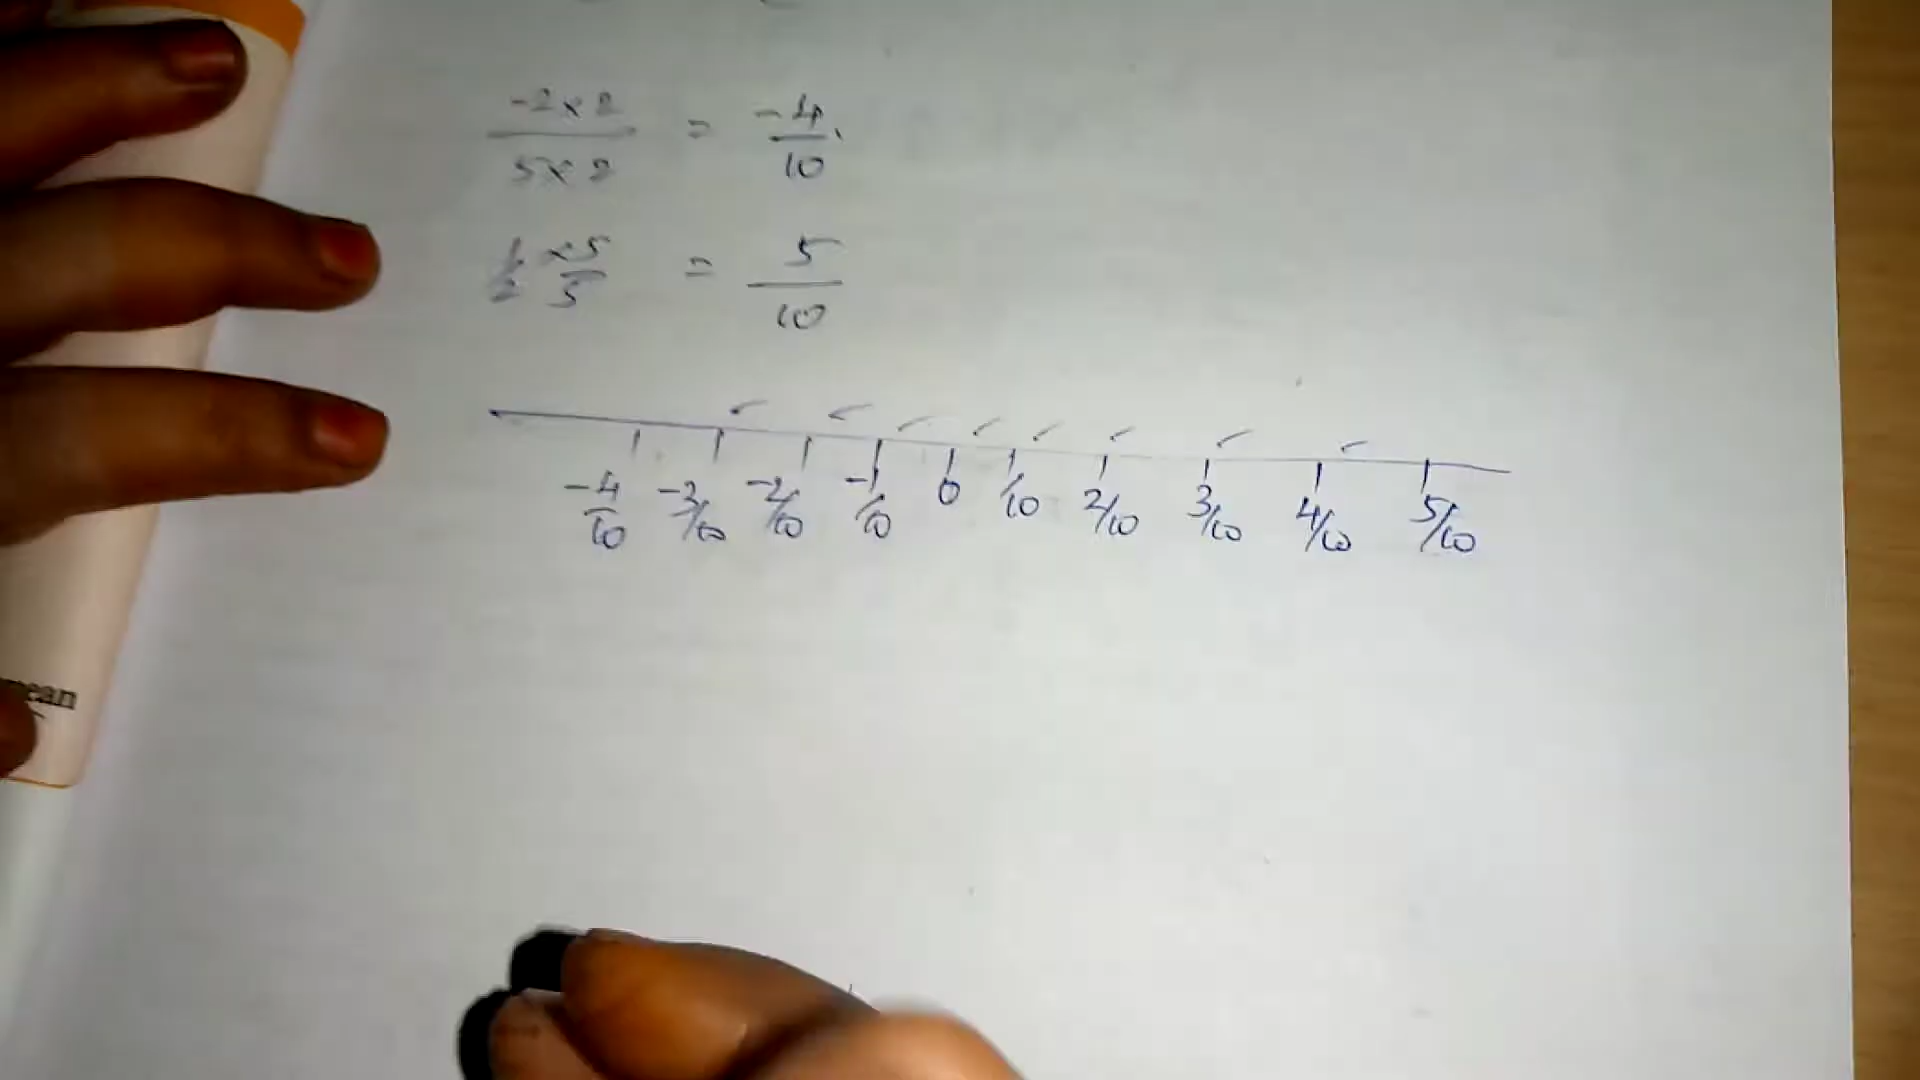 -2×2/5×2 = -4/10
1/2 ×5/5 = 5/10
-4/10 -3/10 -2/10 -1/10 0 1/10 2/10 3/10 4/10 5/10
mean